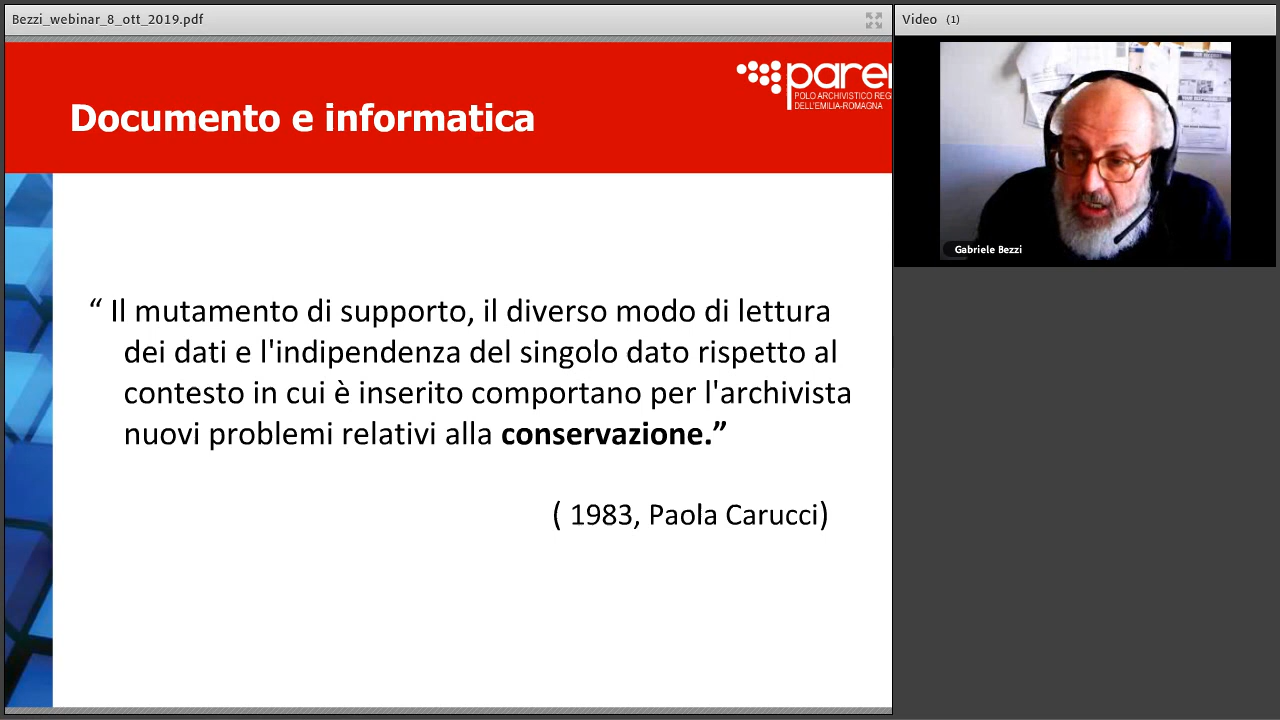 Bezzi_webinar_8_ott_2019.pdf
Video (1)
POLO ARCHIVISTICO REG
DELL'EMILIA-ROMAGNA
Documento e informatica
Gabriele Bezzi
“ Il mutamento di supporto, il diverso modo di lettura
dei dati e l'indipendenza del singolo dato rispetto al
contesto in cui è inserito comportano per l'archivista
nuovi problemi relativi alla conservazione.”
( 1983, Paola Carucci)